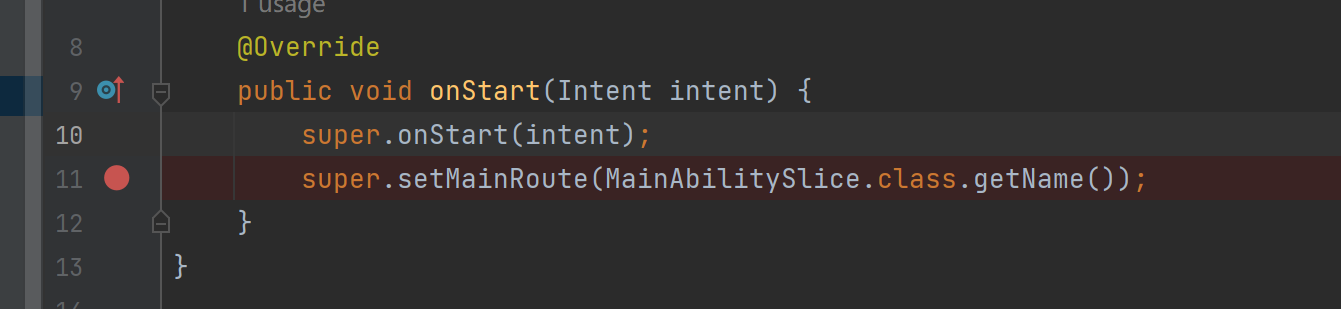 1 usage
8 @Override
9 public void onStart(Intent intent) {
10 super.onStart(intent);
11 super.setMainRoute(MainAbilitySlice.class.getName());
12 }
13 }
14